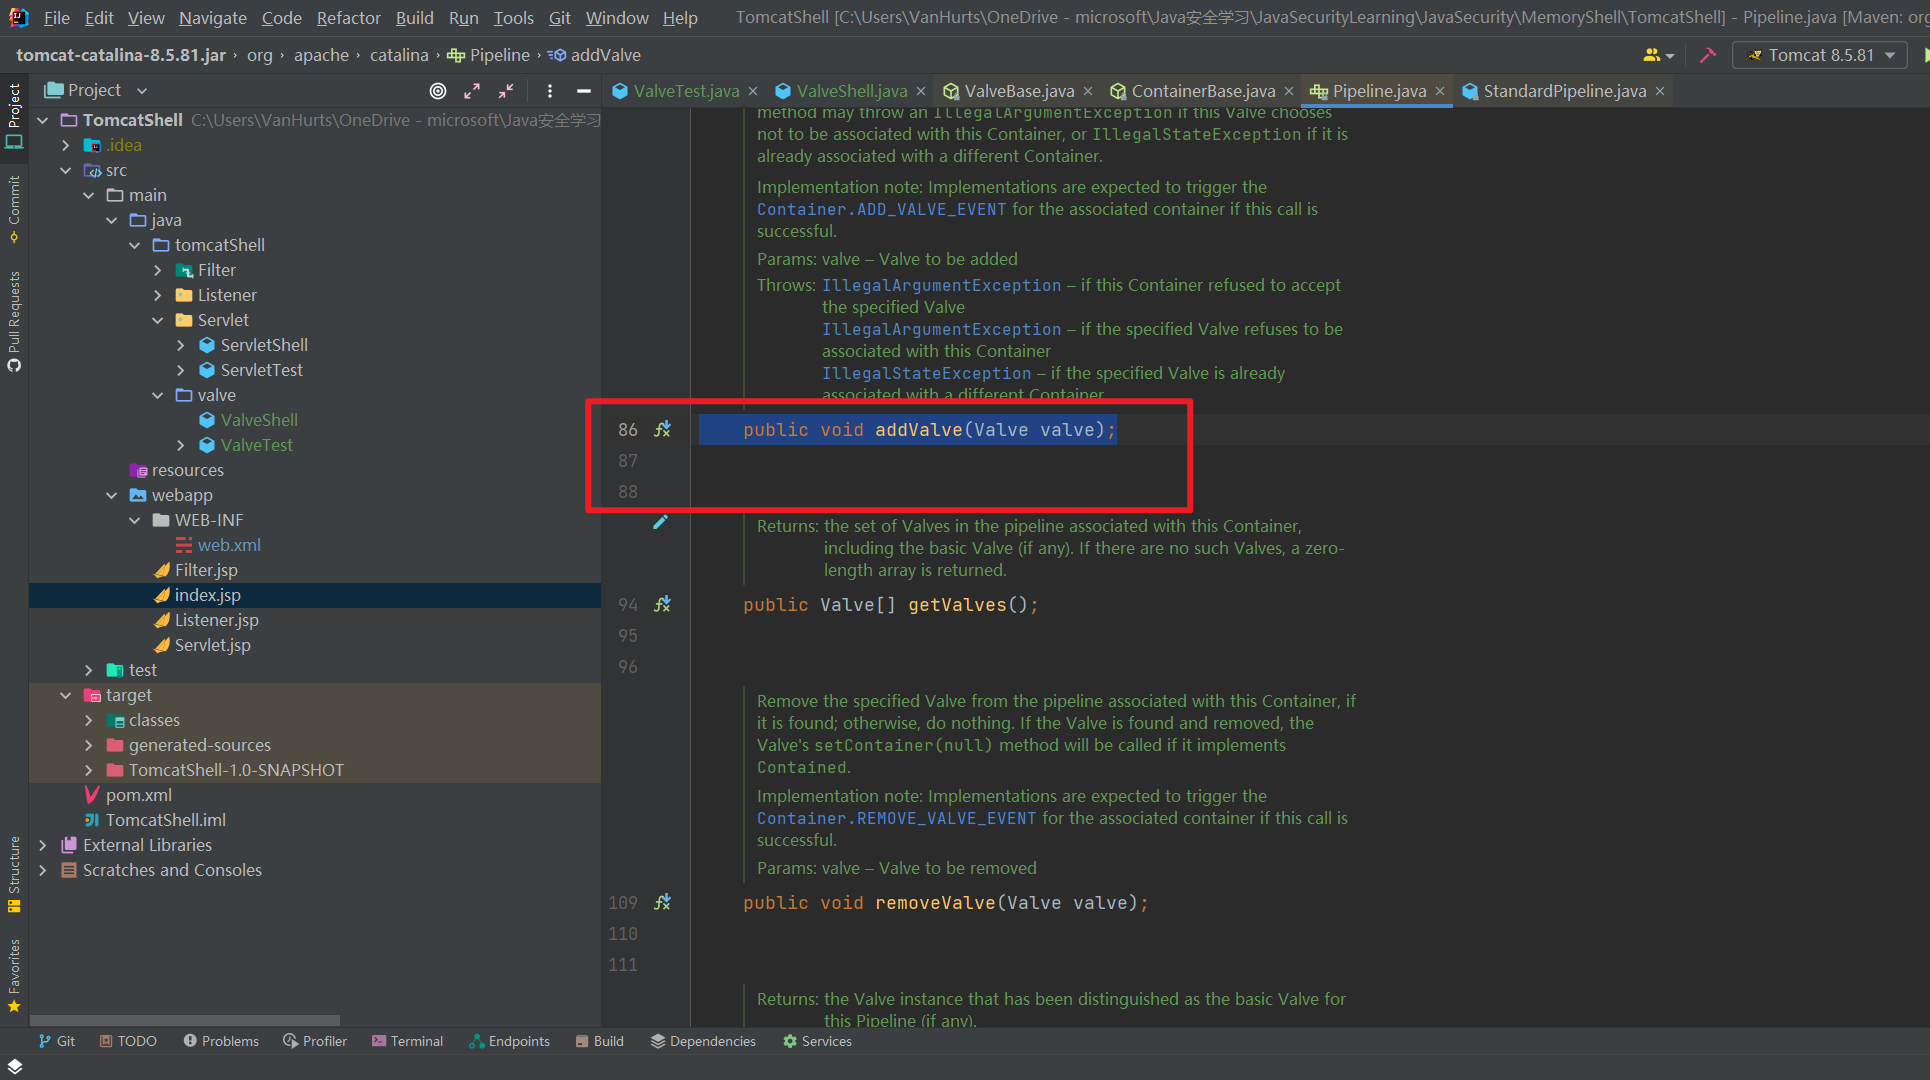 File Edit View Navigate Code Refactor Build Run Tools Git Window Help TomcatShell [C:\Users\VanHurts\OneDrive - microsoft\Java安全学习\JavaSecurityLearning\JavaSecurity\MemoryShell\TomcatShell] - Pipeline.java [Maven: org
tomcat-catalina-8.5.81.jar › org › apache › catalina › Pipeline › addValve Tomcat 8.5.81
Project
ValveTest.java ValveShell.java ValveBase.java ContainerBase.java Pipeline.java StandardPipeline.java
Project
Commit
Pull Requests
Structure
Favorites
TomcatShell C:\Users\VanHurts\OneDrive - microsoft\Java安全学习
.idea
src
main
java
tomcatShell
Filter
Listener
Servlet
ServletShell
ServletTest
valve
ValveShell
ValveTest
resources
webapp
WEB-INF
web.xml
Filter.jsp
index.jsp
Listener.jsp
Servlet.jsp
test
target
classes
generated-sources
TomcatShell-1.0-SNAPSHOT
pom.xml
TomcatShell.iml
External Libraries
Scratches and Consoles
method may throw an IllegalArgumentException if this Valve chooses
not to be associated with this Container, or IllegalStateException if it is
already associated with a different Container.
Implementation note: Implementations are expected to trigger the
Container.ADD_VALVE_EVENT for the associated container if this call is
successful.
Params: valve – Valve to be added
Throws: IllegalArgumentException – if this Container refused to accept
the specified Valve
IllegalArgumentException – if the specified Valve refuses to be
associated with this Container
IllegalStateException – if the specified Valve is already
associated with a different Container
86 public void addValve(Valve valve);
87
88
Returns: the set of Valves in the pipeline associated with this Container,
including the basic Valve (if any). If there are no such Valves, a zero-
length array is returned.
94 public Valve[] getValves();
95
96
Remove the specified Valve from the pipeline associated with this Container, if
it is found; otherwise, do nothing. If the Valve is found and removed, the
Valve's setContainer(null) method will be called if it implements
Contained.
Implementation note: Implementations are expected to trigger the
Container.REMOVE_VALVE_EVENT for the associated container if this call is
successful.
Params: valve – Valve to be removed
109 public void removeValve(Valve valve);
110
111
Returns: the Valve instance that has been distinguished as the basic Valve for
this Pipeline (if any).
Git TODO Problems Profiler Terminal Endpoints Build Dependencies Services